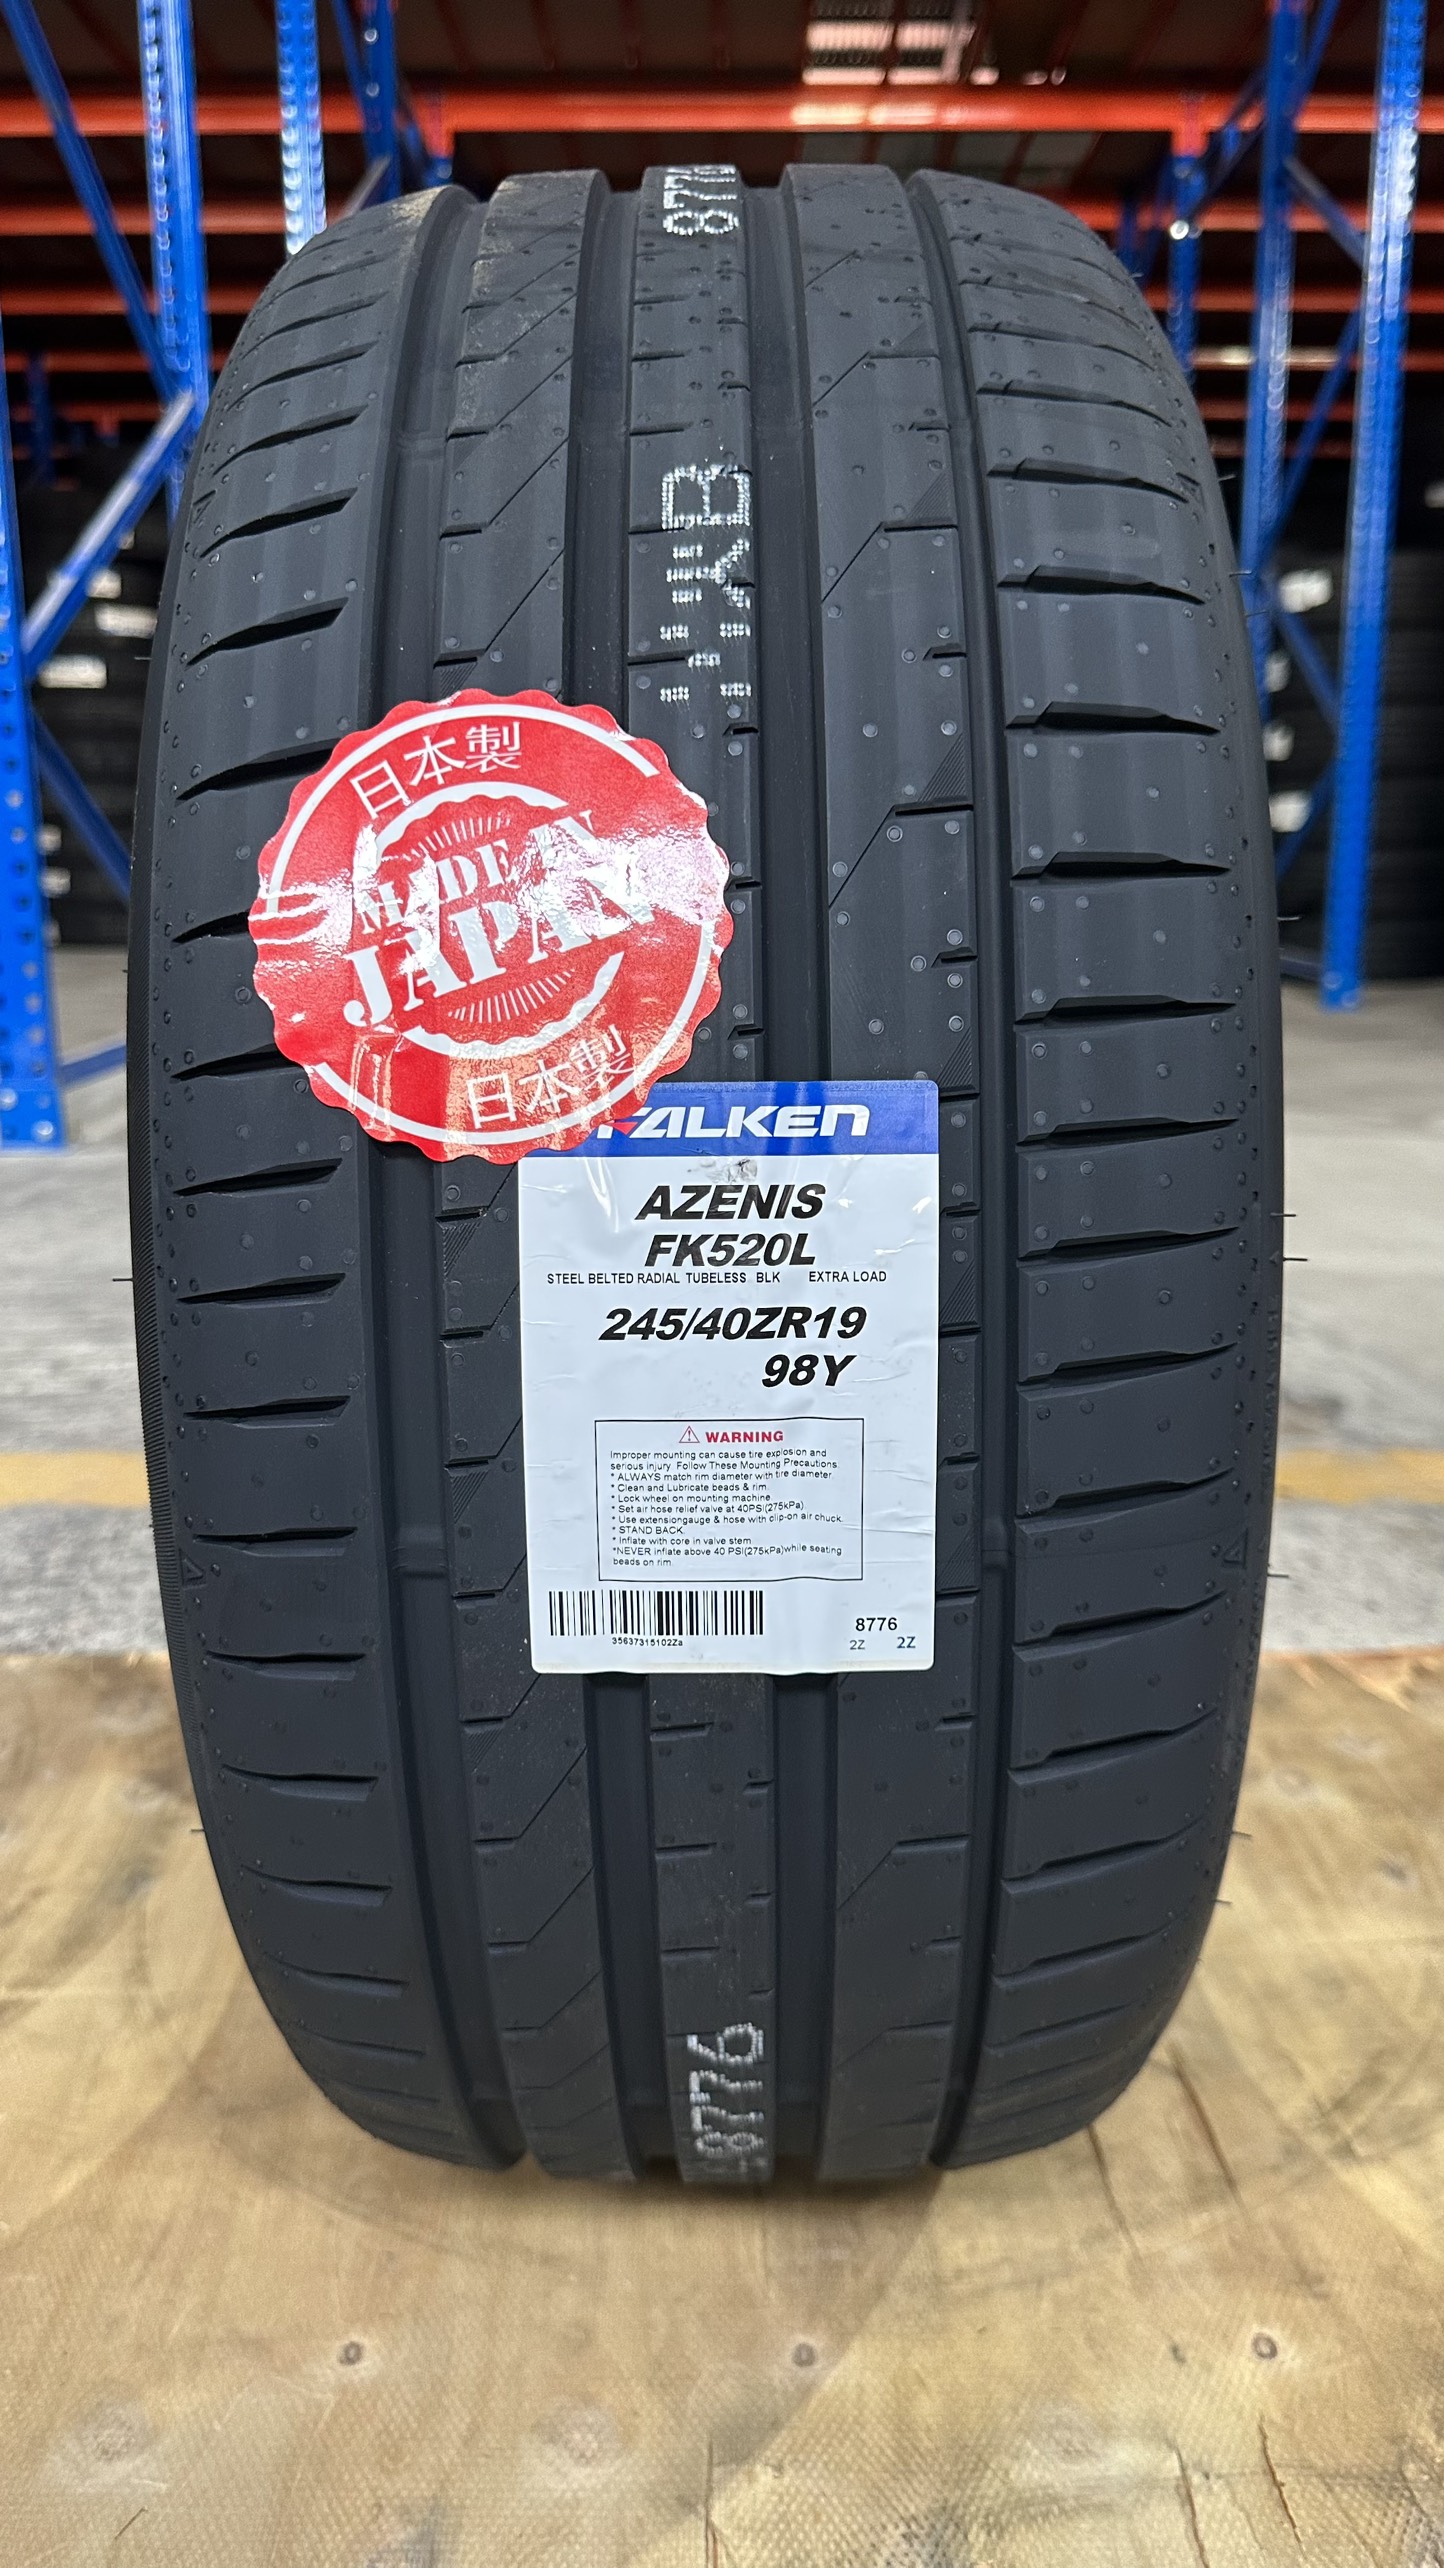 8776
11KB
日本製
MADE IN
JAPAN
日本製
FALKEN
AZENIS
FK520L
STEEL BELTED RADIAL TUBELESS BLK EXTRA LOAD
245/40ZR19
98Y
WARNING
Improper mounting can cause tire explosion and
serious injury. Follow These Mounting Precautions.
* ALWAYS match rim diameter with tire diameter.
* Clean and Lubricate beads & rim.
* Lock wheel on mounting machine
* Set air hose relief valve at 40PSI(275kPa)
* Use extensiongauge & hose with clip-on air chuck.
* STAND BACK.
* Inflate with core in valve stem
*NEVER inflate above 40 PSI(275kPa)while seating
beads on rim.
35637315102Za
8776
2Z 2Z
8776